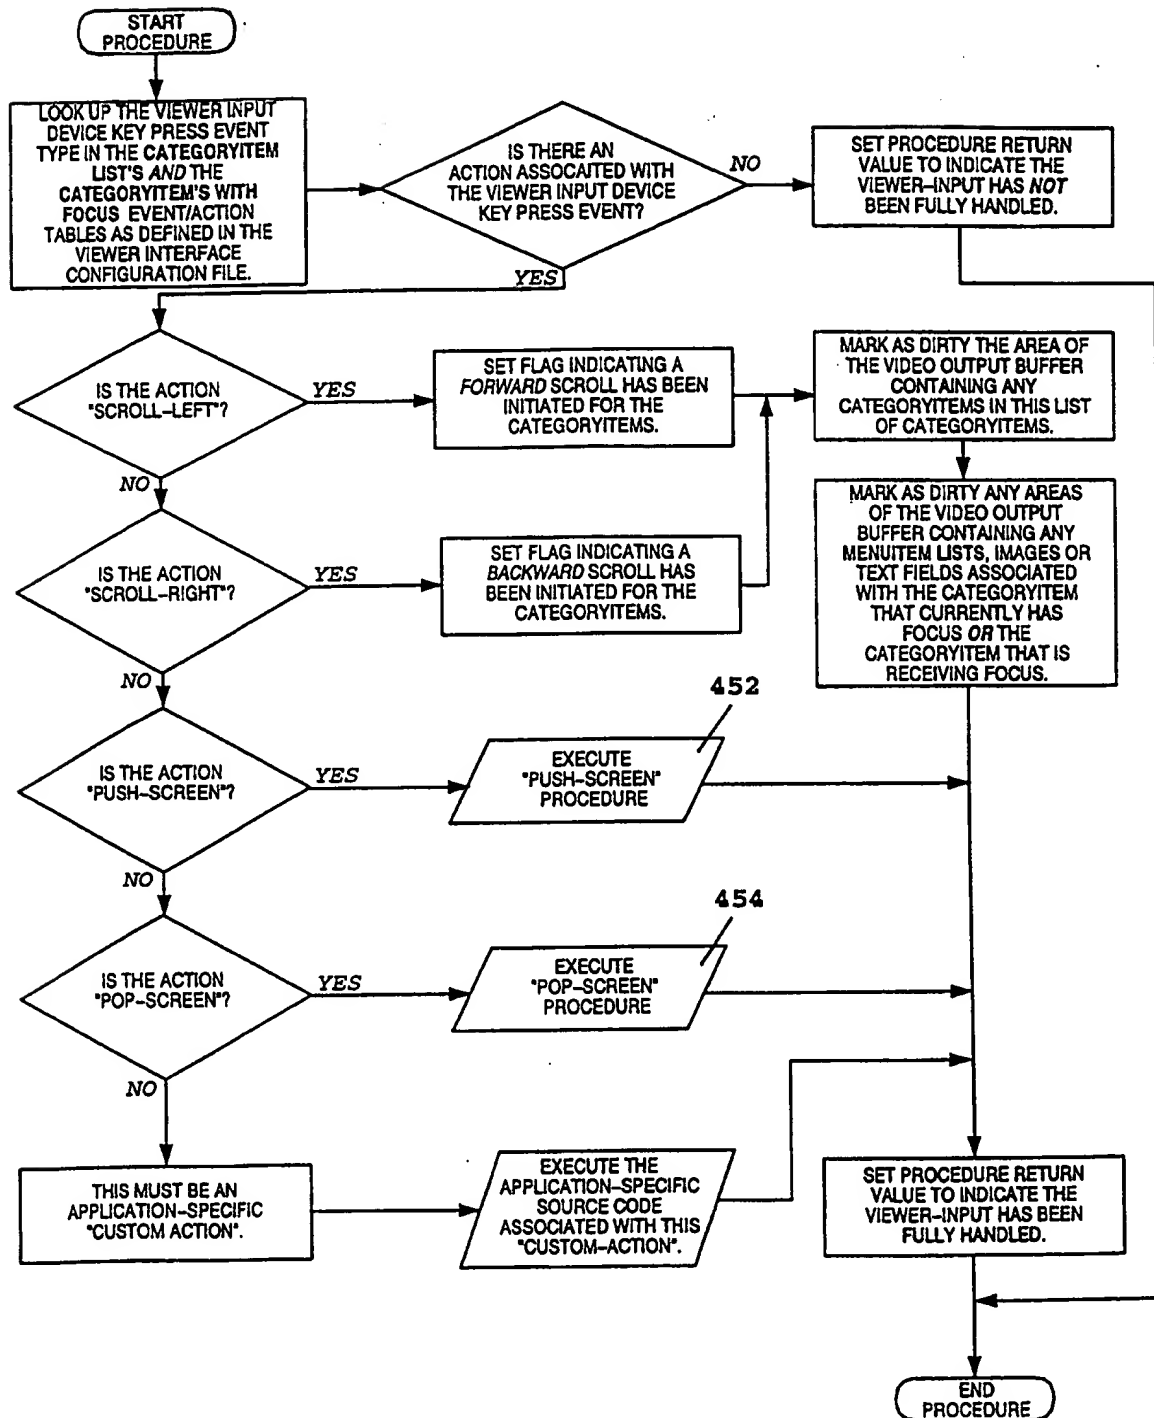 START
PROCEDURE
LOOK UP THE VIEWER INPUT
DEVICE KEY PRESS EVENT
TYPE IN THE CATEGORYITEM
LIST'S AND THE
CATEGORYITEM'S WITH
FOCUS EVENT/ACTION
TABLES AS DEFINED IN THE
VIEWER INTERFACE
CONFIGURATION FILE.
IS THERE AN
ACTION ASSOCAITED WITH
THE VIEWER INPUT DEVICE
KEY PRESS EVENT?
NO
SET PROCEDURE RETURN
VALUE TO INDICATE THE
VIEWER-INPUT HAS NOT
BEEN FULLY HANDLED.
YES
IS THE ACTION
"SCROLL-LEFT"?
YES
SET FLAG INDICATING A
FORWARD SCROLL HAS BEEN
INITIATED FOR THE
CATEGORYITEMS.
MARK AS DIRTY THE AREA OF
THE VIDEO OUTPUT BUFFER
CONTAINING ANY
CATEGORYITEMS IN THIS LIST
OF CATEGORYITEMS.
NO
IS THE ACTION
"SCROLL-RIGHT"?
YES
SET FLAG INDICATING A
BACKWARD SCROLL HAS
BEEN INITIATED FOR THE
CATEGORYITEMS.
MARK AS DIRTY ANY AREAS
OF THE VIDEO OUTPUT
BUFFER CONTAINING ANY
MENUITEM LISTS, IMAGES OR
TEXT FIELDS ASSOCIATED
WITH THE CATEGORYITEM
THAT CURRENTLY HAS
FOCUS OR THE
CATEGORYITEM THAT IS
RECEIVING FOCUS.
NO
452
IS THE ACTION
"PUSH-SCREEN"?
YES
EXECUTE
"PUSH-SCREEN"
PROCEDURE
NO
454
IS THE ACTION
"POP-SCREEN"?
YES
EXECUTE
"POP-SCREEN"
PROCEDURE
NO
THIS MUST BE AN
APPLICATION-SPECIFIC
"CUSTOM ACTION".
EXECUTE THE
APPLICATION-SPECIFIC
SOURCE CODE
ASSOCIATED WITH THIS
"CUSTOM-ACTION".
SET PROCEDURE RETURN
VALUE TO INDICATE THE
VIEWER-INPUT HAS BEEN
FULLY HANDLED.
END
PROCEDURE